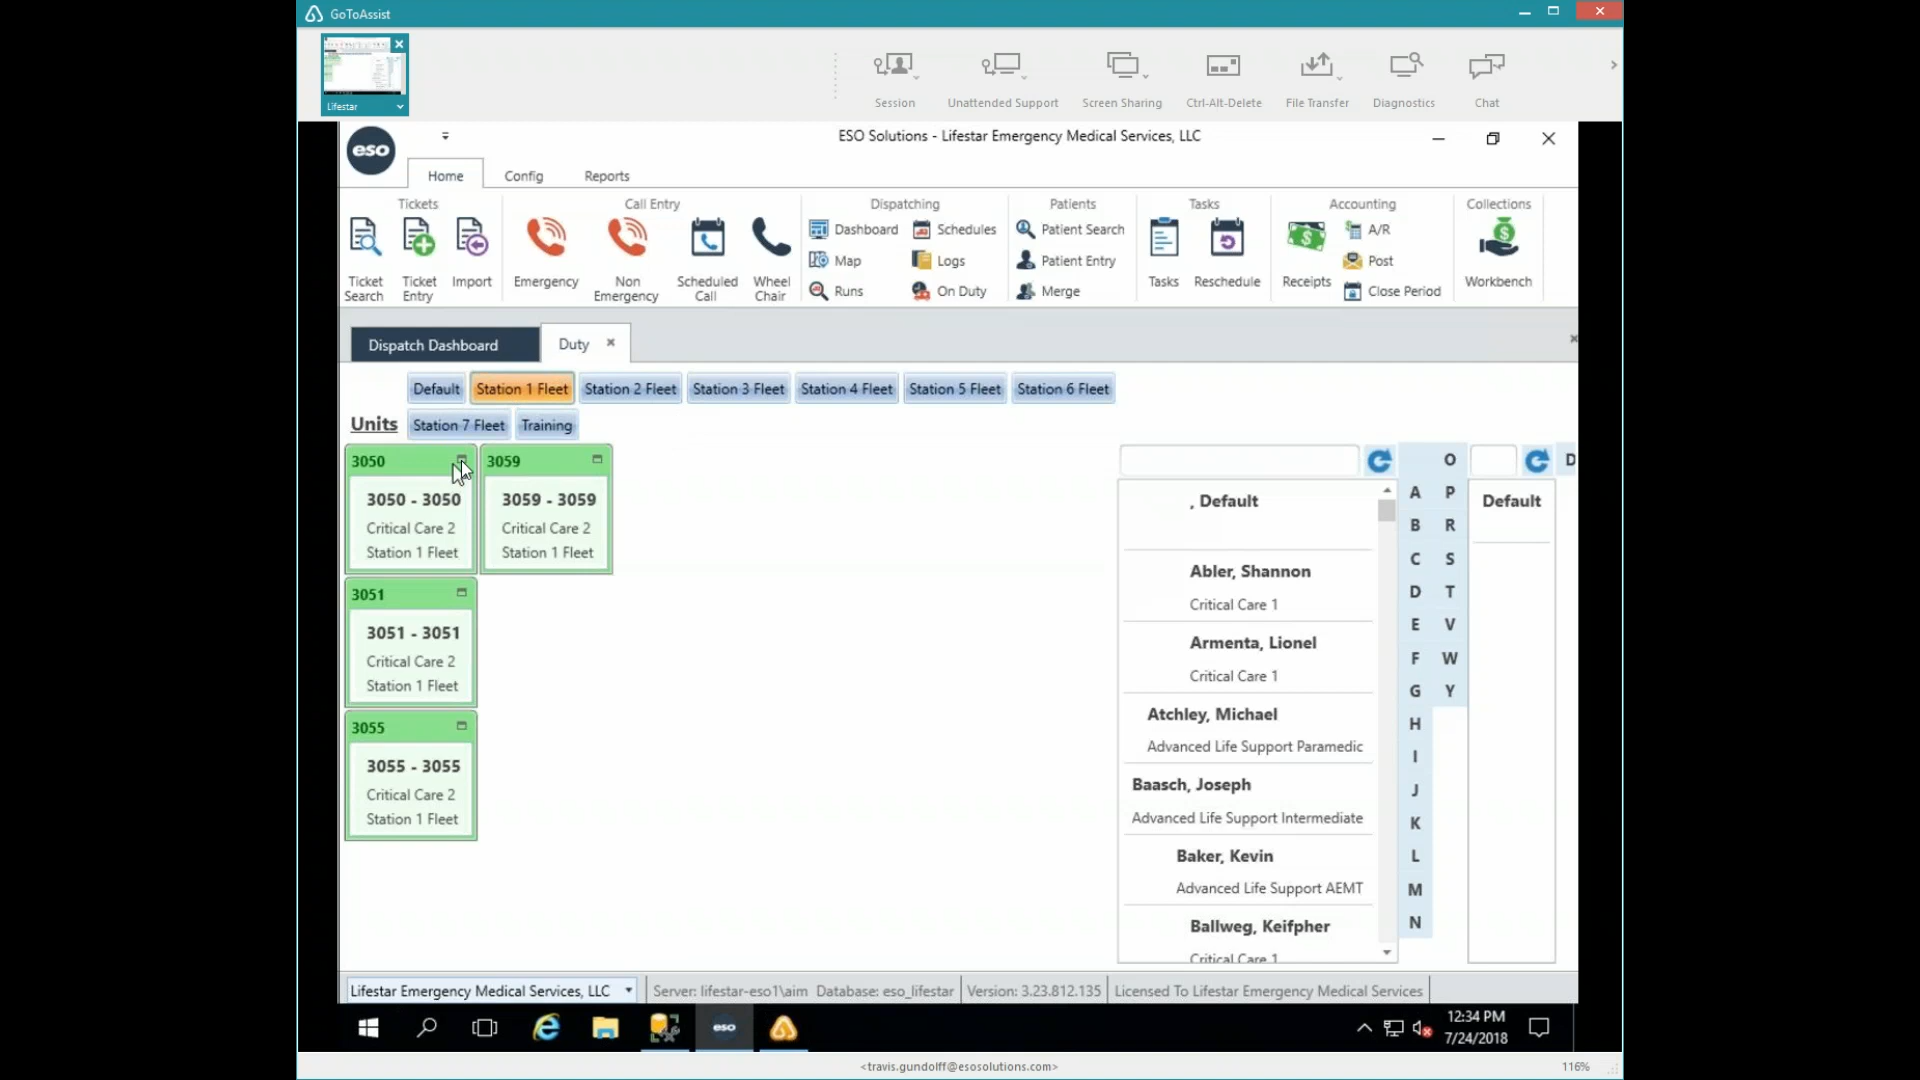 GoToAssist
Lifestar
Session
Unattended Support
Screen Sharing
Ctrl-Alt-Delete
File Transfer
Diagnostics
Chat
eso
ESO Solutions - Lifestar Emergency Medical Services, LLC
Home
Config
Reports
Tickets
Ticket
Search
Ticket
Entry
Import
Call Entry
Emergency
Non
Emergency
Scheduled
Call
Wheel
Chair
Dispatching
Dashboard
Schedules
Map
Logs
Runs
On Duty
Patients
Patient Search
Patient Entry
Merge
Tasks
Tasks
Reschedule
Accounting
Receipts
A/R
Post
Close Period
Collections
Workbench
Dispatch Dashboard
Duty
Default
Station 1 Fleet
Station 2 Fleet
Station 3 Fleet
Station 4 Fleet
Station 5 Fleet
Station 6 Fleet
Units
Station 7 Fleet
Training
3050
3050 - 3050
Critical Care 2
Station 1 Fleet
3059
3059 - 3059
Critical Care 2
Station 1 Fleet
3051
3051 - 3051
Critical Care 2
Station 1 Fleet
3055
3055 - 3055
Critical Care 2
Station 1 Fleet
, Default
Abler, Shannon
Critical Care 1
Armenta, Lionel
Critical Care 1
Atchley, Michael
Advanced Life Support Paramedic
Baasch, Joseph
Advanced Life Support Intermediate
Baker, Kevin
Advanced Life Support AEMT
Ballweg, Keifpher
Critical Care 1
A
B
C
D
E
F
G
H
I
J
K
L
M
N
O
P
R
S
T
V
W
Y
D
Default
Lifestar Emergency Medical Services, LLC
Server: lifestar-eso1\aim Database: eso_lifestar
Version: 3.23.812.135
Licensed To Lifestar Emergency Medical Services
eso
12:34 PM
7/24/2018
<travis.gundolff@esosolutions.com>
116%